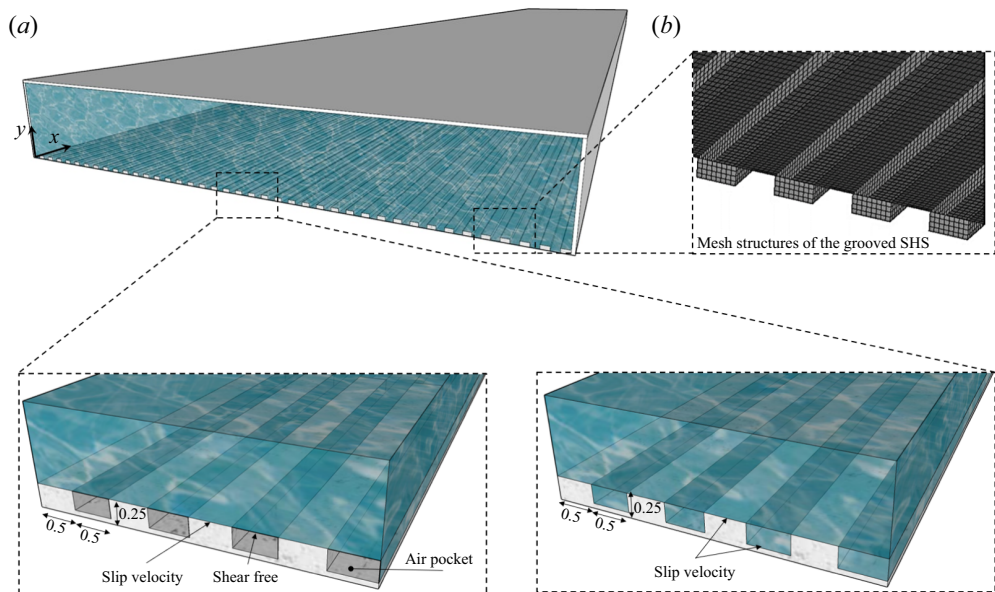 (a)
(b)
y
x
Mesh structures of the grooved SHS
0.25
0.5
0.5
Slip velocity
Shear free
Air pocket
0.25
0.5
0.5
Slip velocity